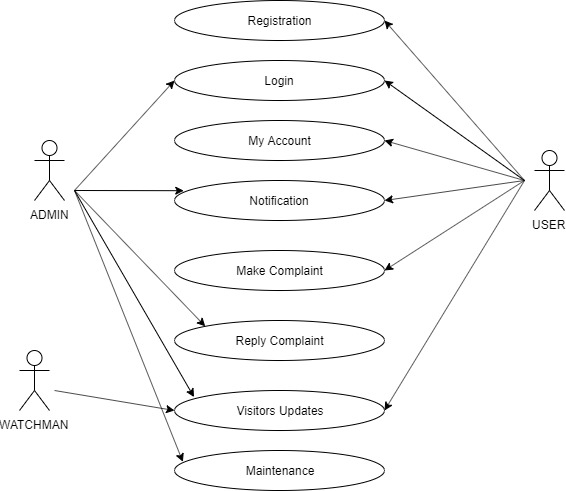 Registration
Login
My Account
ADMIN
Notification
USER
Make Complaint
Reply Complaint
Visitors Updates
WATCHMAN
Maintenance